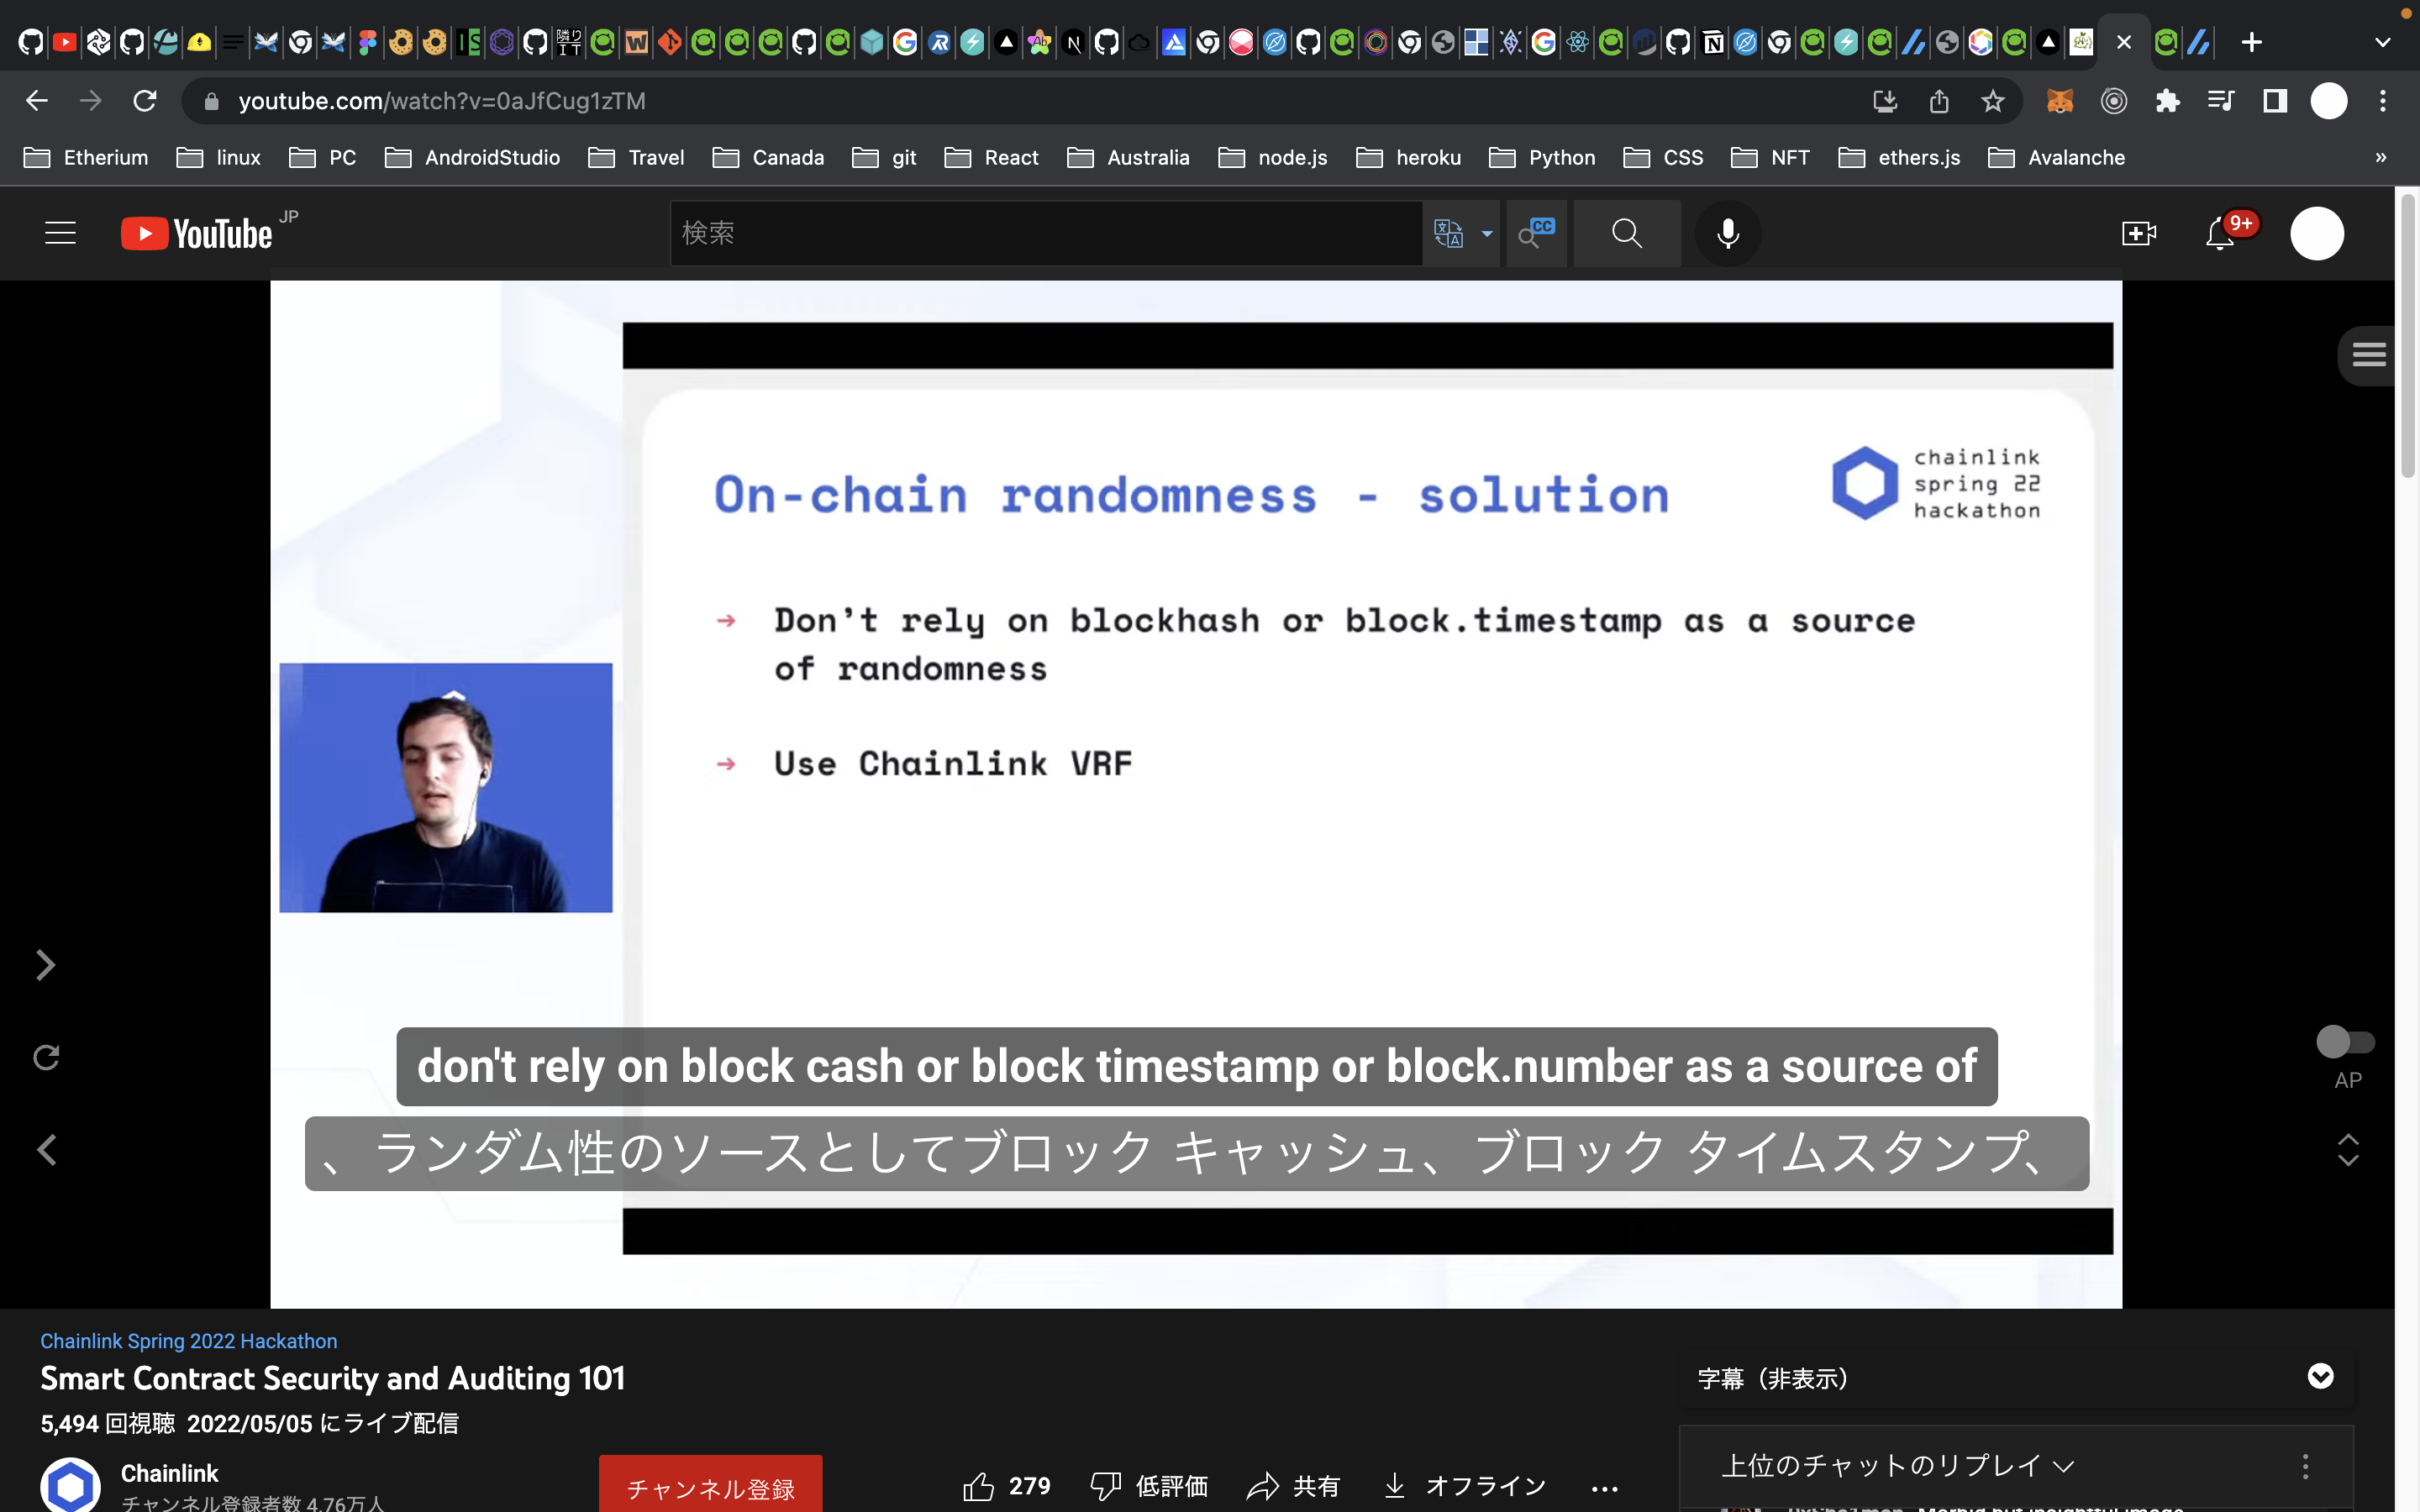 youtube.com/watch?v=0aJfCug1zTM
Etherium linux PC AndroidStudio Travel Canada git React Australia node.js heroku Python CSS NFT ethers.js Avalanche »
YouTube JP
検索
CC
9+
chainlink
spring 22
hackathon
On-chain randomness - solution
Don't rely on blockhash or block.timestamp as a source
of randomness
Use Chainlink VRF
don't rely on block cash or block timestamp or block.number as a source of
、ランダム性のソースとしてブロック キャッシュ、ブロック タイムスタンプ、
AP
Chainlink Spring 2022 Hackathon
Smart Contract Security and Auditing 101
5,494 回視聴 2022/05/05 にライブ配信
Chainlink
チャンネル登録者数 4.76万人
チャンネル登録
279 低評価 共有 オフライン
字幕（非表示）
上位のチャットのリプレイ